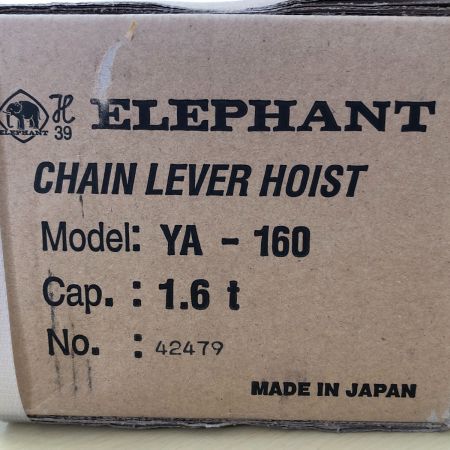 ELEPHANT H 39 ELEPHANT
CHAIN LEVER HOIST
Model: YA - 160
Cap. : 1.6 t
No. : 42479
MADE IN JAPAN